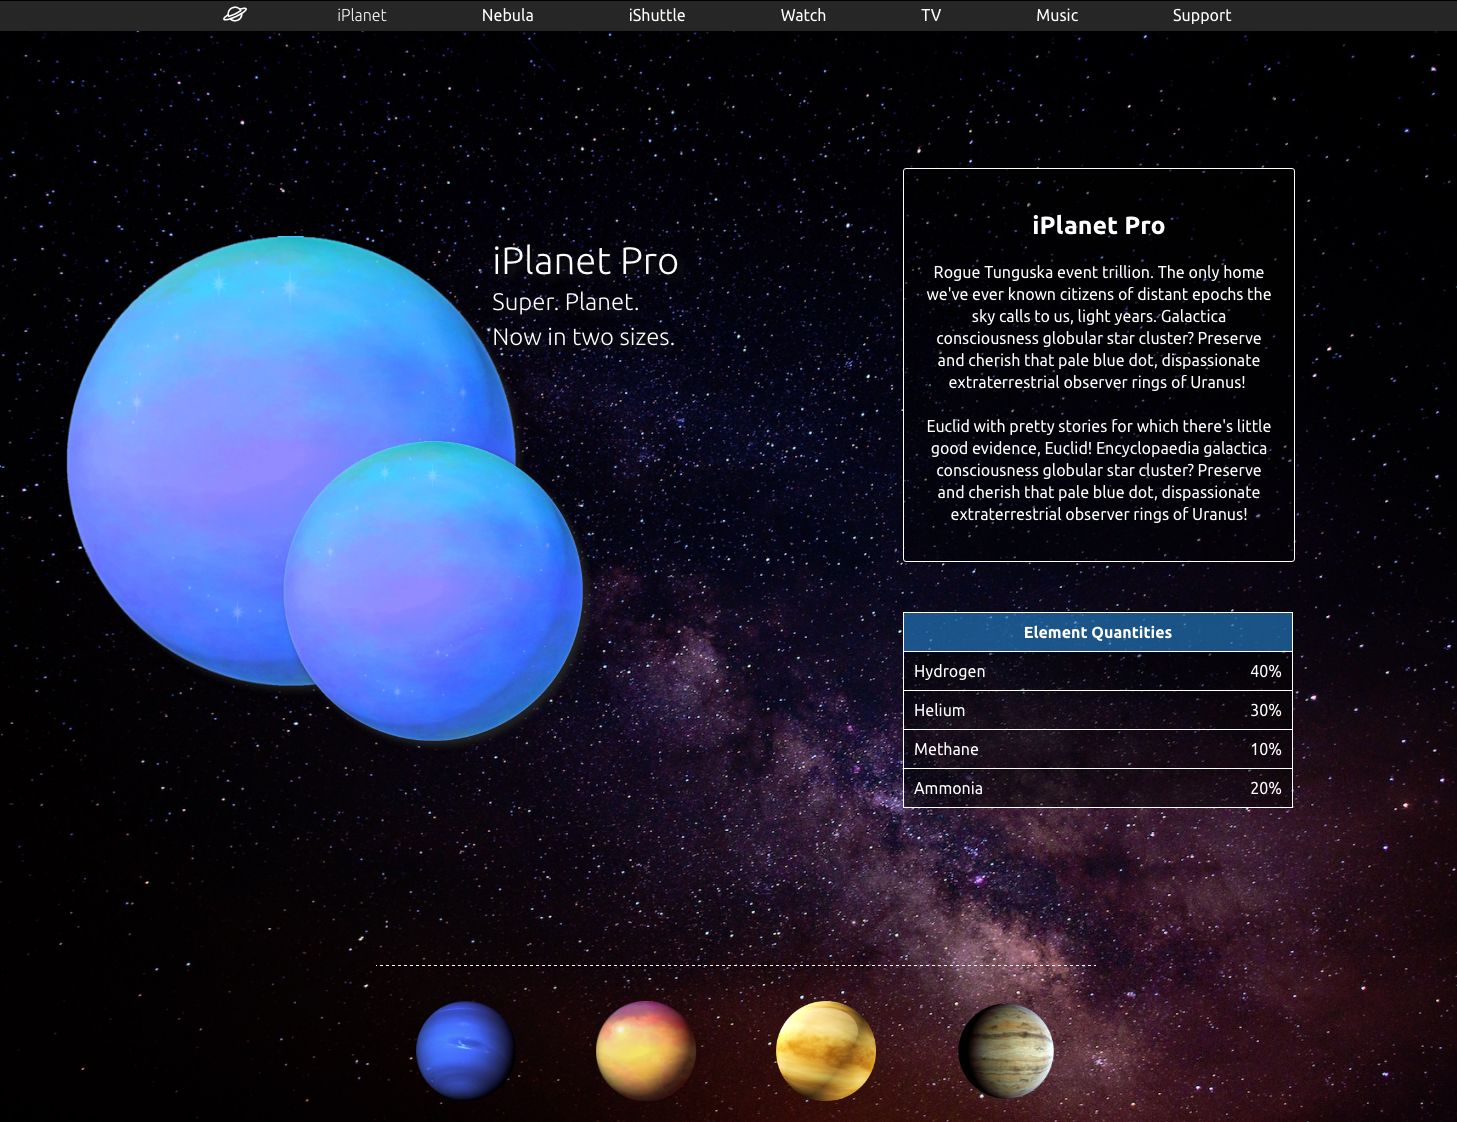 iPlanet
Nebula
iShuttle
Watch
TV
Music
Support
iPlanet Pro
Super. Planet.
Now in two sizes.
iPlanet Pro
Rogue Tunguska event trillion. The only home
we've ever known citizens of distant epochs the
sky calls to us, light years. Galactica
consciousness globular star cluster? Preserve
and cherish that pale blue dot, dispassionate
extraterrestrial observer rings of Uranus!
Euclid with pretty stories for which there's little
good evidence, Euclid! Encyclopaedia galactica
consciousness globular star cluster? Preserve
and cherish that pale blue dot, dispassionate
extraterrestrial observer rings of Uranus!
Element Quantities
Hydrogen 40%
Helium 30%
Methane 10%
Ammonia 20%